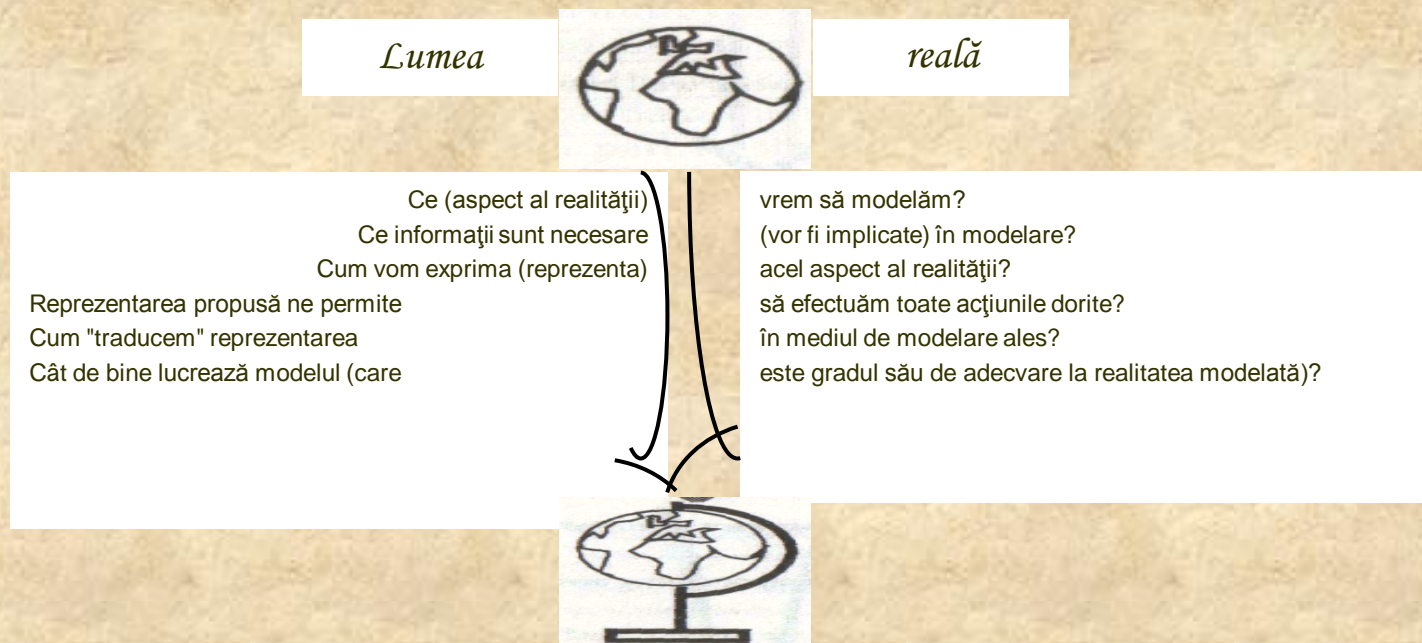 Lumea reală
Ce (aspect al realităţii) vrem să modelăm?
Ce informaţii sunt necesare (vor fi implicate) în modelare?
Cum vom exprima (reprezenta) acel aspect al realităţii?
Reprezentarea propusă ne permite să efectuăm toate acţiunile dorite?
Cum "traducem" reprezentarea în mediul de modelare ales?
Cât de bine lucrează modelul (care este gradul său de adecvare la realitatea modelată)?